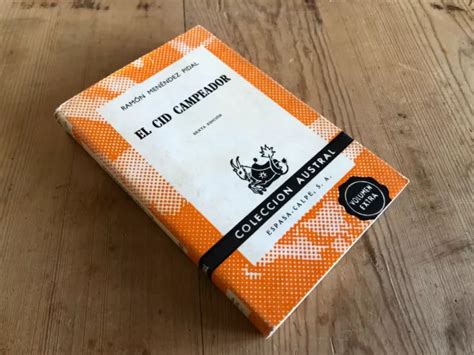 RAMÓN MENÉNDEZ PIDAL
EL CID CAMPEADOR
SEXTA EDICIÓN
COLECCIÓN AUSTRAL
ESPASA-CALPE, S. A.
VOLUMEN
EXTRA